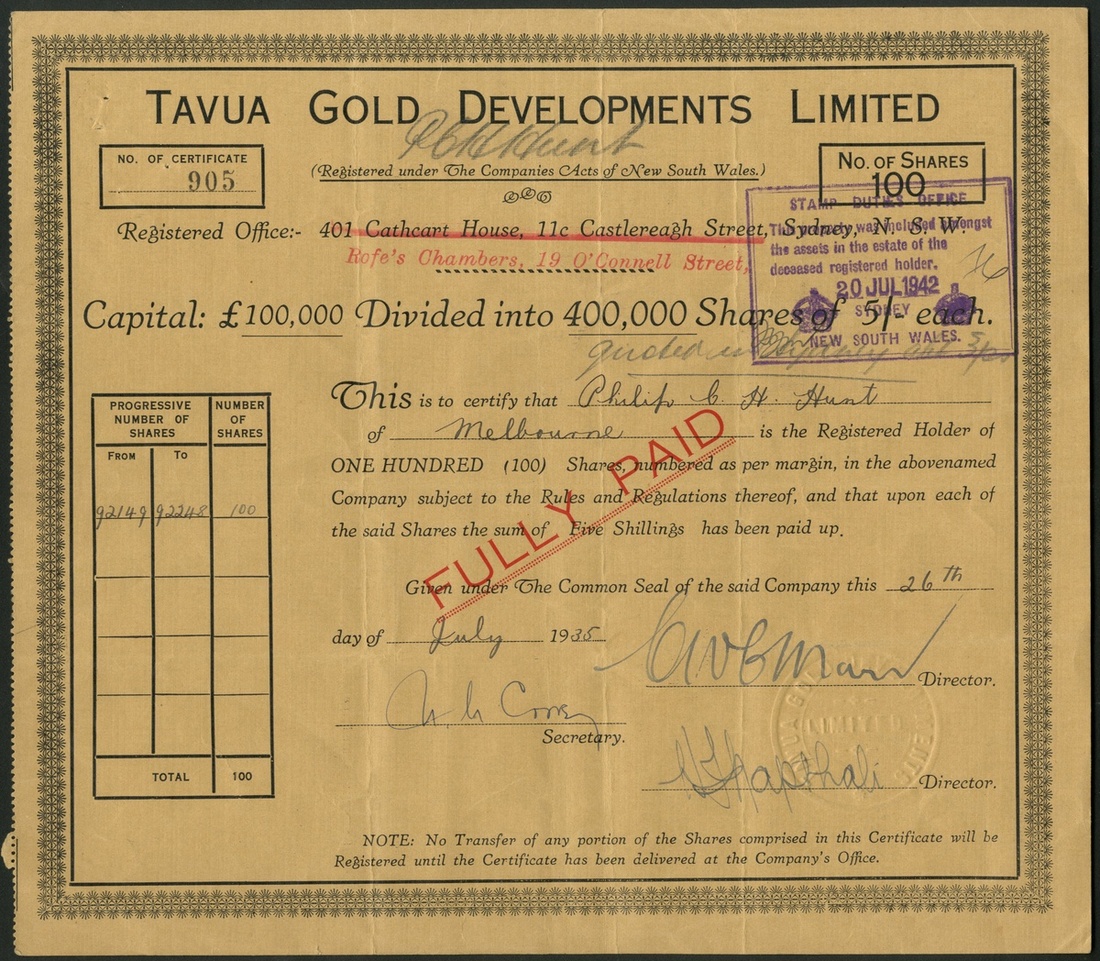 TAVUA GOLD DEVELOPMENTS LIMITED
P C H Hunt
NO. OF CERTIFICATE
905
(Registered under The Companies Acts of New South Wales.)
NO. OF SHARES
100
Registered Office:- 401 Cathcart House, 11c Castlereagh Street, Sydney, N. S. W.
Rofe's Chambers, 19 O'Connell Street,
STAMP DUTIES OFFICE
This property was included amongst
the assets in the estate of the
deceased registered holder.
20 JUL 1942
SYDNEY
NEW SOUTH WALES.
Capital: £100,000 Divided into 400,000 Shares of 5/- each.
quoted in
PROGRESSIVE NUMBER OF SHARES
NUMBER OF SHARES
FROM TO
92149 92248 100
TOTAL 100
This is to certify that Philip C. H. Hunt
of Melbourne is the Registered Holder of
ONE HUNDRED (100) Shares, numbered as per margin, in the abovenamed
Company subject to the Rules and Regulations thereof, and that upon each of
the said Shares the sum of Five Shillings has been paid up.
FULLY PAID
Given under The Common Seal of the said Company this 26th
day of July 1935
Director.
Secretary.
Director.
LIMITED
NOTE: No Transfer of any portion of the Shares comprised in this Certificate will be
Registered until the Certificate has been delivered at the Company's Office.